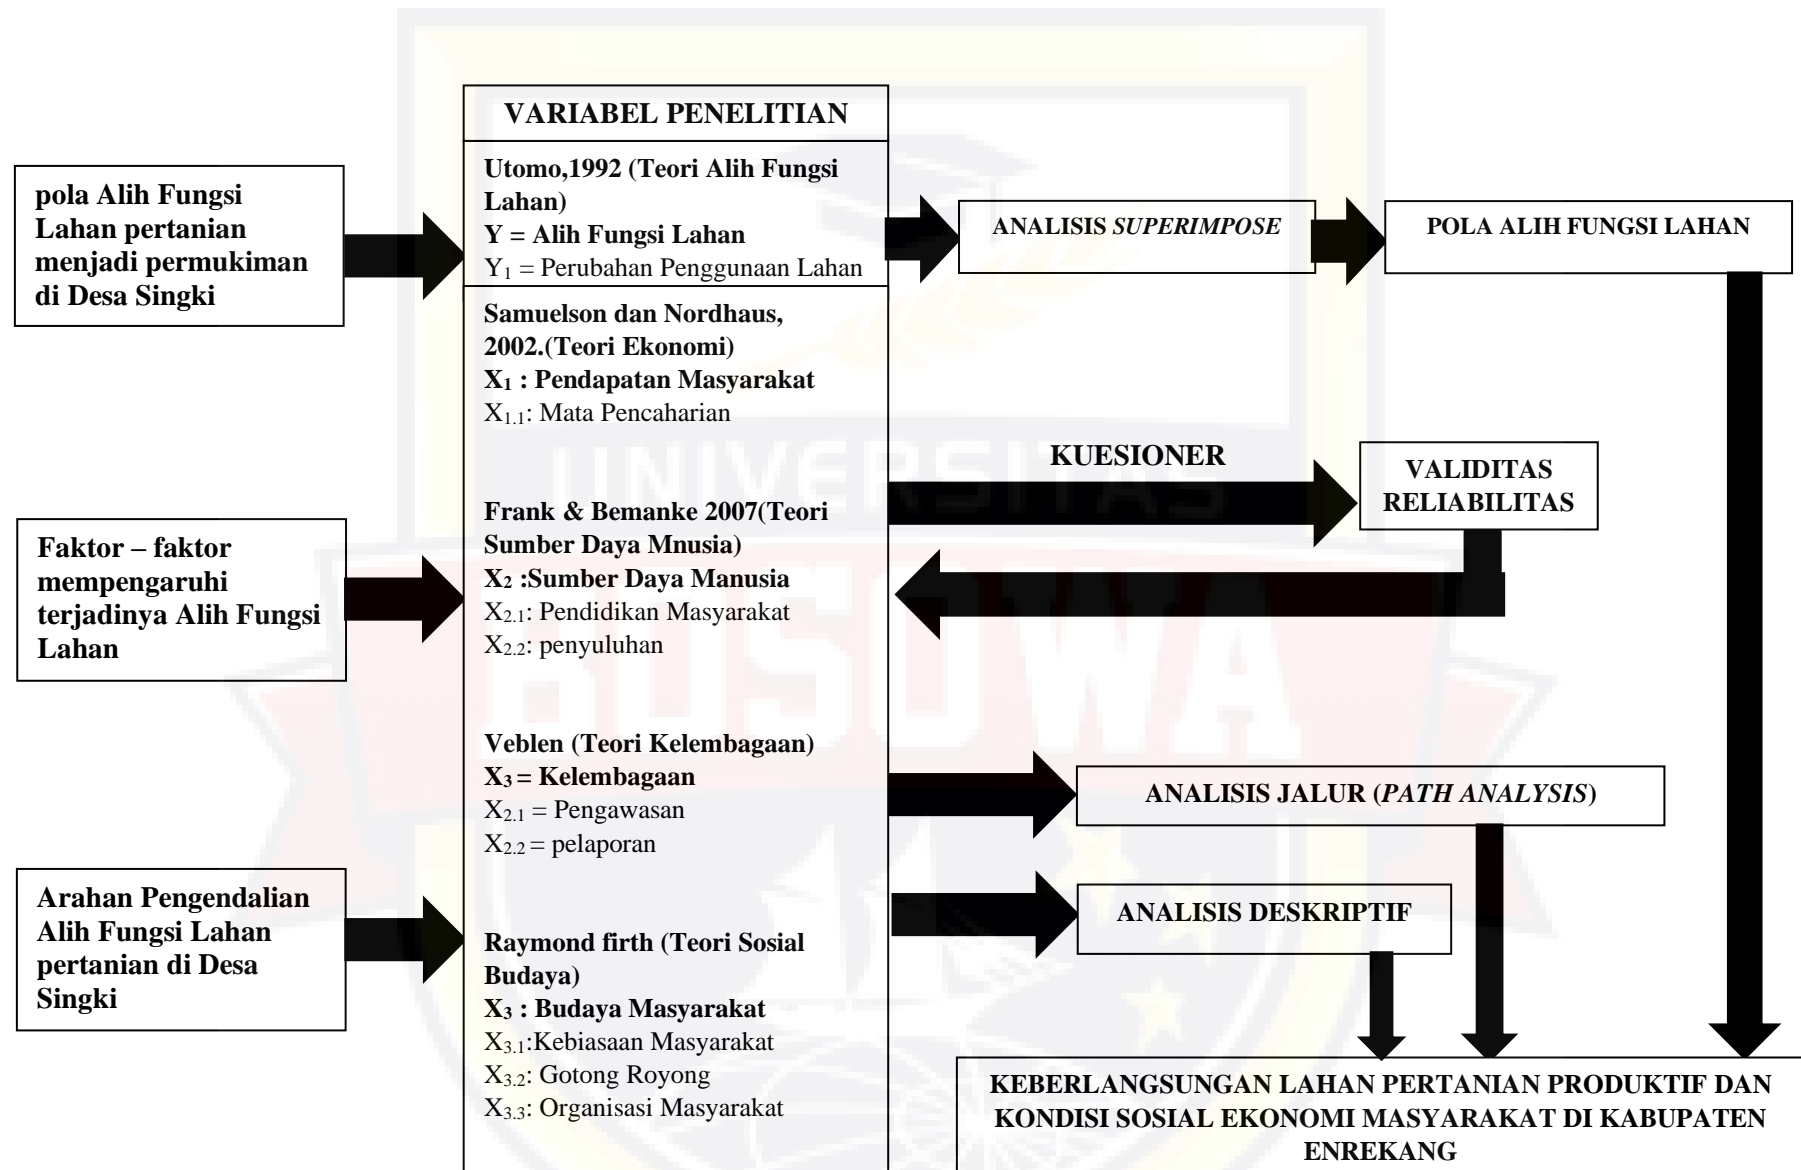 VARIABEL PENELITIAN
pola Alih Fungsi
Lahan pertanian
menjadi permukiman
di Desa Singki
Utomo,1992 (Teori Alih Fungsi
Lahan)
Y = Alih Fungsi Lahan
Y₁ = Perubahan Penggunaan Lahan
ANALISIS SUPERIMPOSE
POLA ALIH FUNGSI LAHAN
Samuelson dan Nordhaus,
2002.(Teori Ekonomi)
X₁ : Pendapatan Masyarakat
X₁.₁: Mata Pencaharian
UNIVERSITAS
KUESIONER
VALIDITAS
RELIABILITAS
Faktor – faktor
mempengaruhi
terjadinya Alih Fungsi
Lahan
Frank & Bemanke 2007(Teori
Sumber Daya Mnusia)
X₂ :Sumber Daya Manusia
X₂.₁: Pendidikan Masyarakat
X₂.₂: penyuluhan
BOSOWA
Veblen (Teori Kelembagaan)
X₃ = Kelembagaan
X₂.₁ = Pengawasan
X₂.₂ = pelaporan
ANALISIS JALUR (PATH ANALYSIS)
Arahan Pengendalian
Alih Fungsi Lahan
pertanian di Desa
Singki
ANALISIS DESKRIPTIF
Raymond firth (Teori Sosial
Budaya)
X₃ : Budaya Masyarakat
X₃.₁:Kebiasaan Masyarakat
X₃.₂: Gotong Royong
X₃.₃: Organisasi Masyarakat
KEBERLANGSUNGAN LAHAN PERTANIAN PRODUKTIF DAN
KONDISI SOSIAL EKONOMI MASYARAKAT DI KABUPATEN
ENREKANG